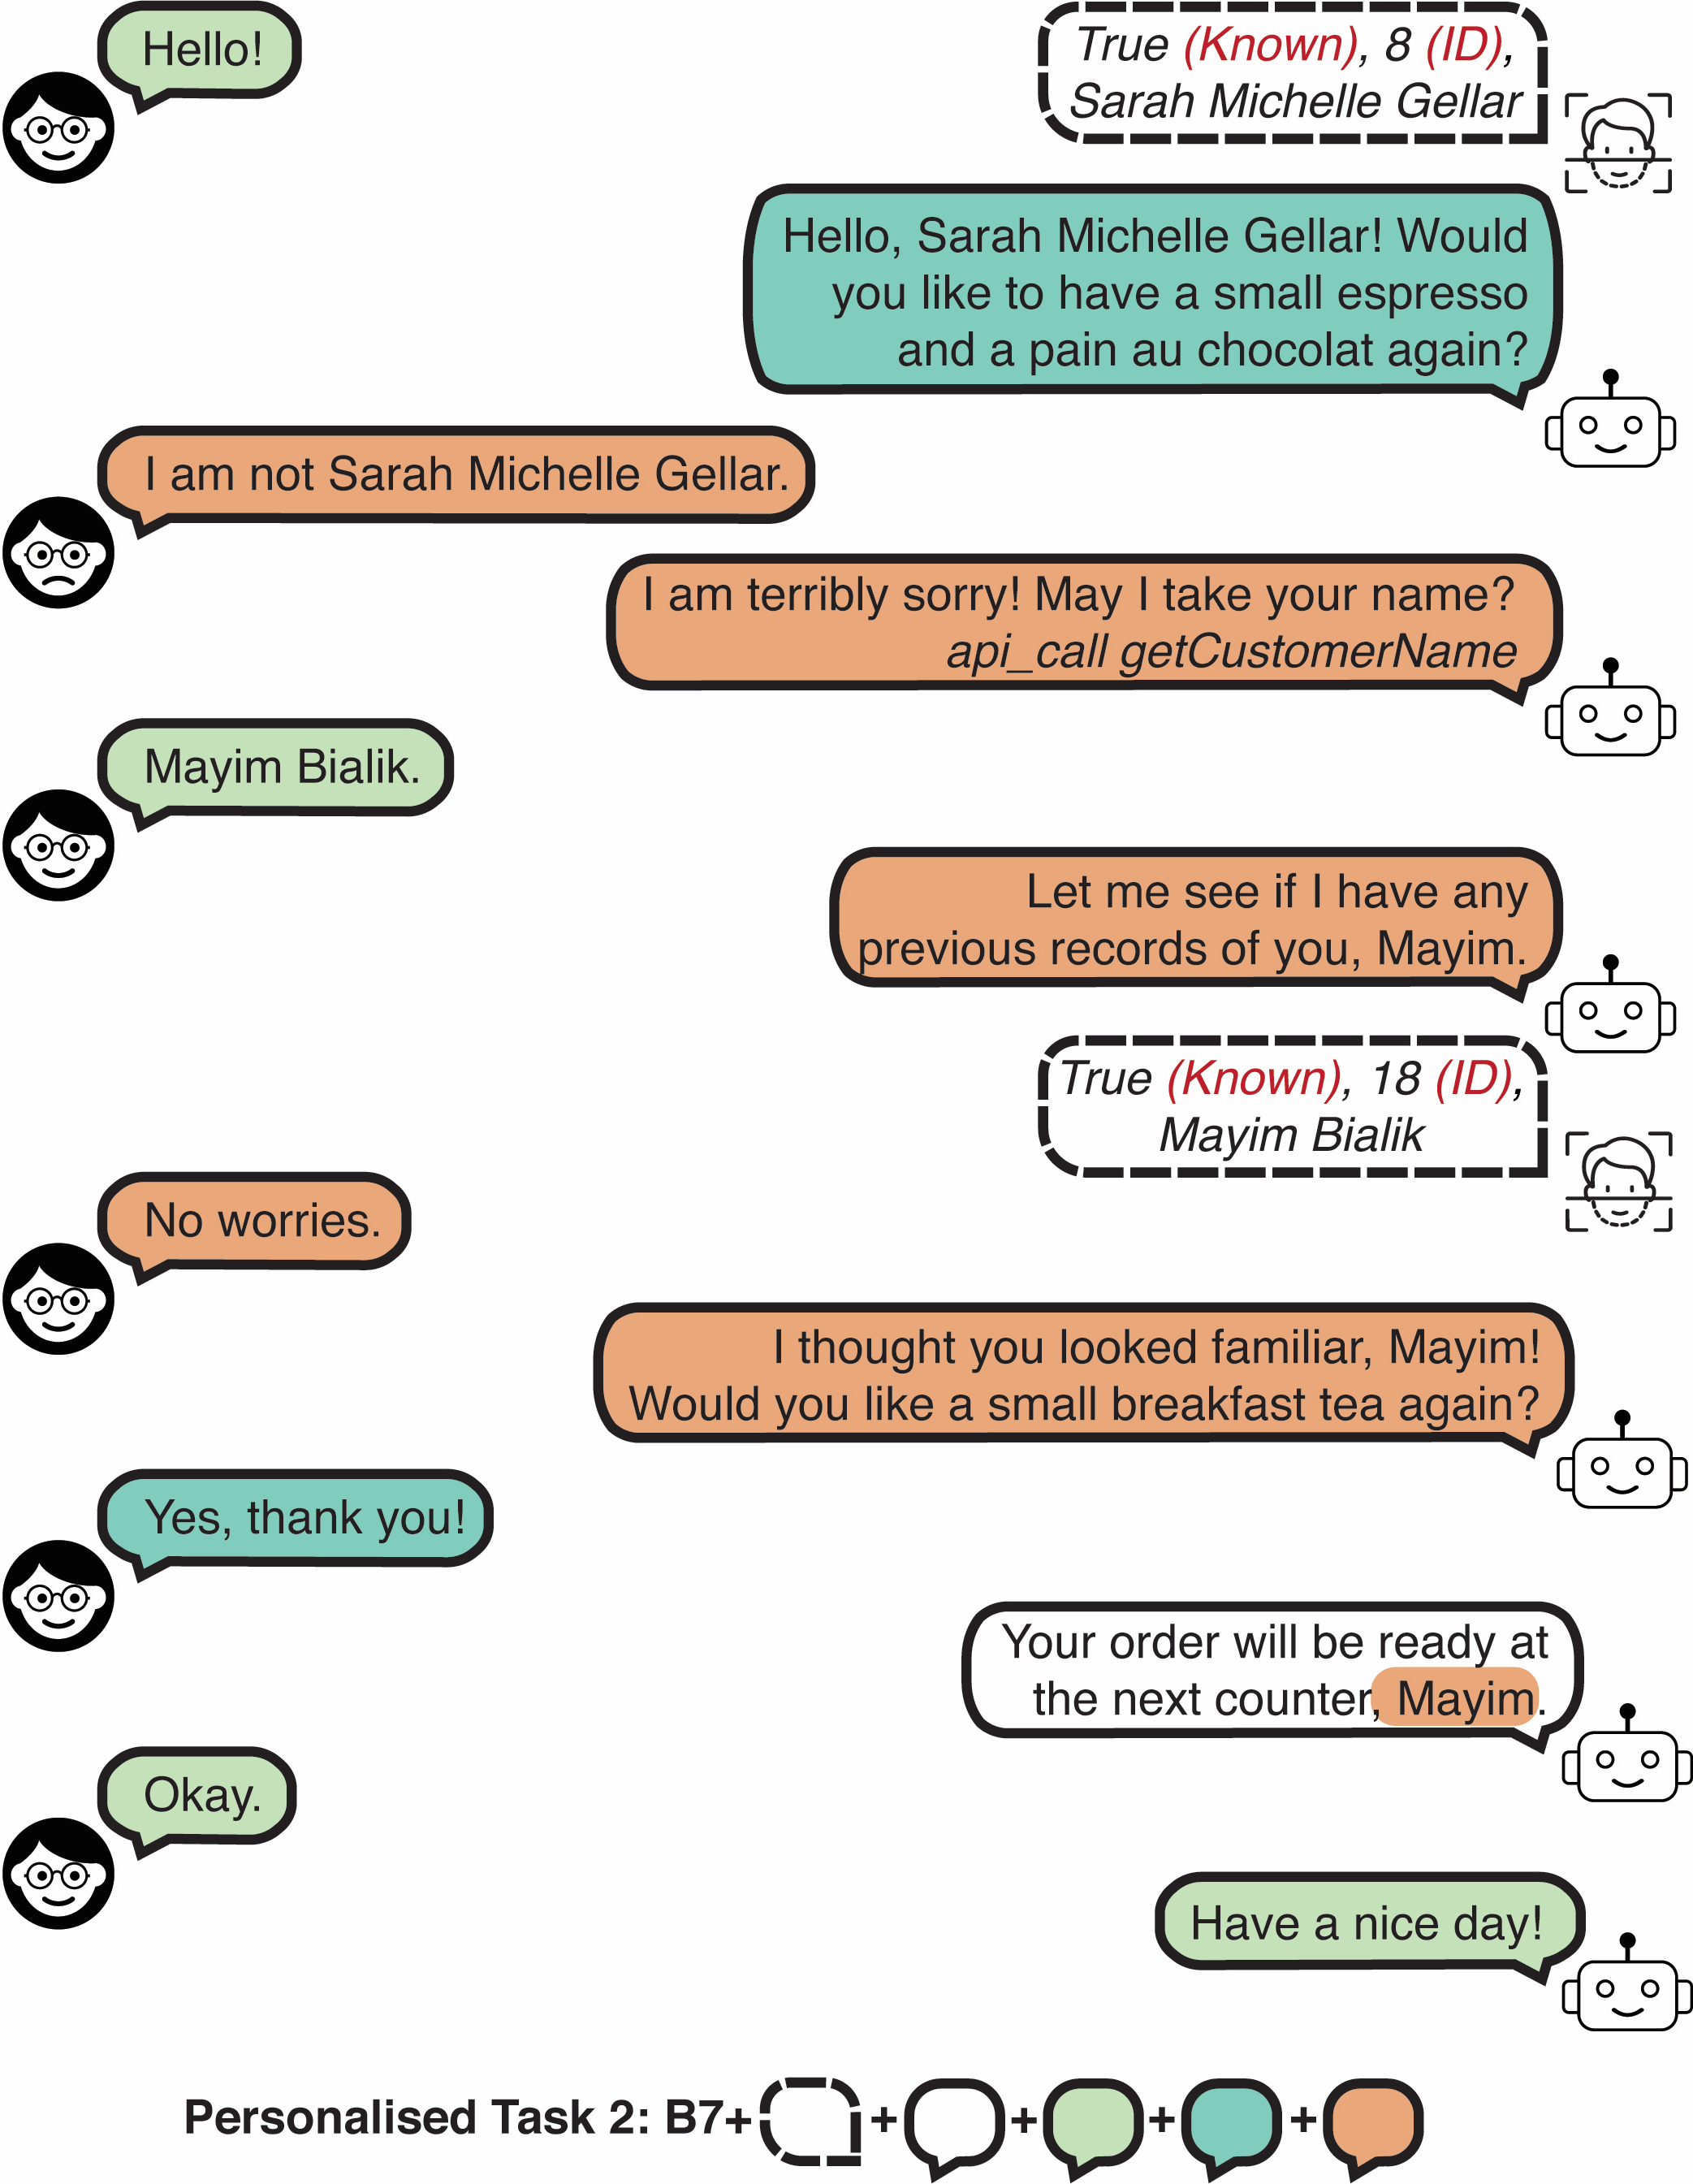 Hello!
True (Known), 8 (ID),
Sarah Michelle Gellar
Hello, Sarah Michelle Gellar! Would
you like to have a small espresso
and a pain au chocolat again?
I am not Sarah Michelle Gellar.
I am terribly sorry! May I take your name?
api_call getCustomerName
Mayim Bialik.
Let me see if I have any
previous records of you, Mayim.
True (Known), 18 (ID),
Mayim Bialik
No worries.
I thought you looked familiar, Mayim!
Would you like a small breakfast tea again?
Yes, thank you!
Your order will be ready at
the next counter, Mayim.
Okay.
Have a nice day!
Personalised Task 2: B7+ + + + +